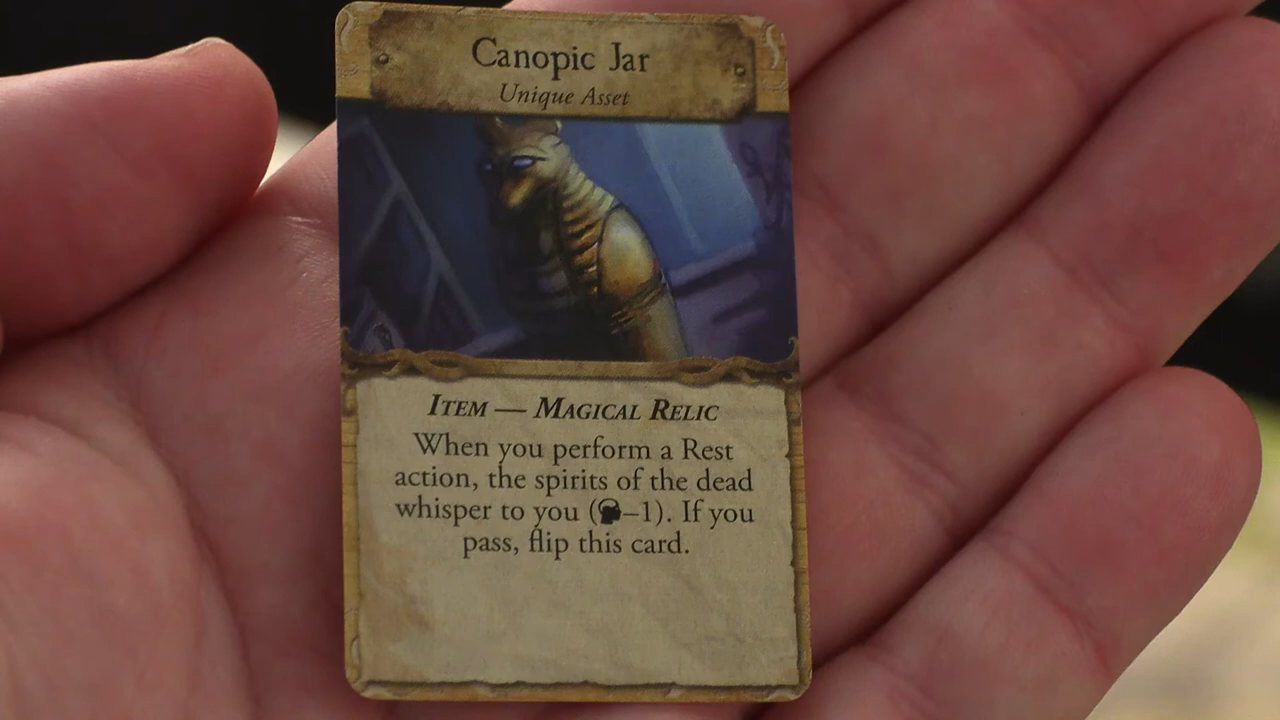 Canopic Jar
Unique Asset
Item — Magical Relic
When you perform a Rest
action, the spirits of the dead
whisper to you (–1). If you
pass, flip this card.